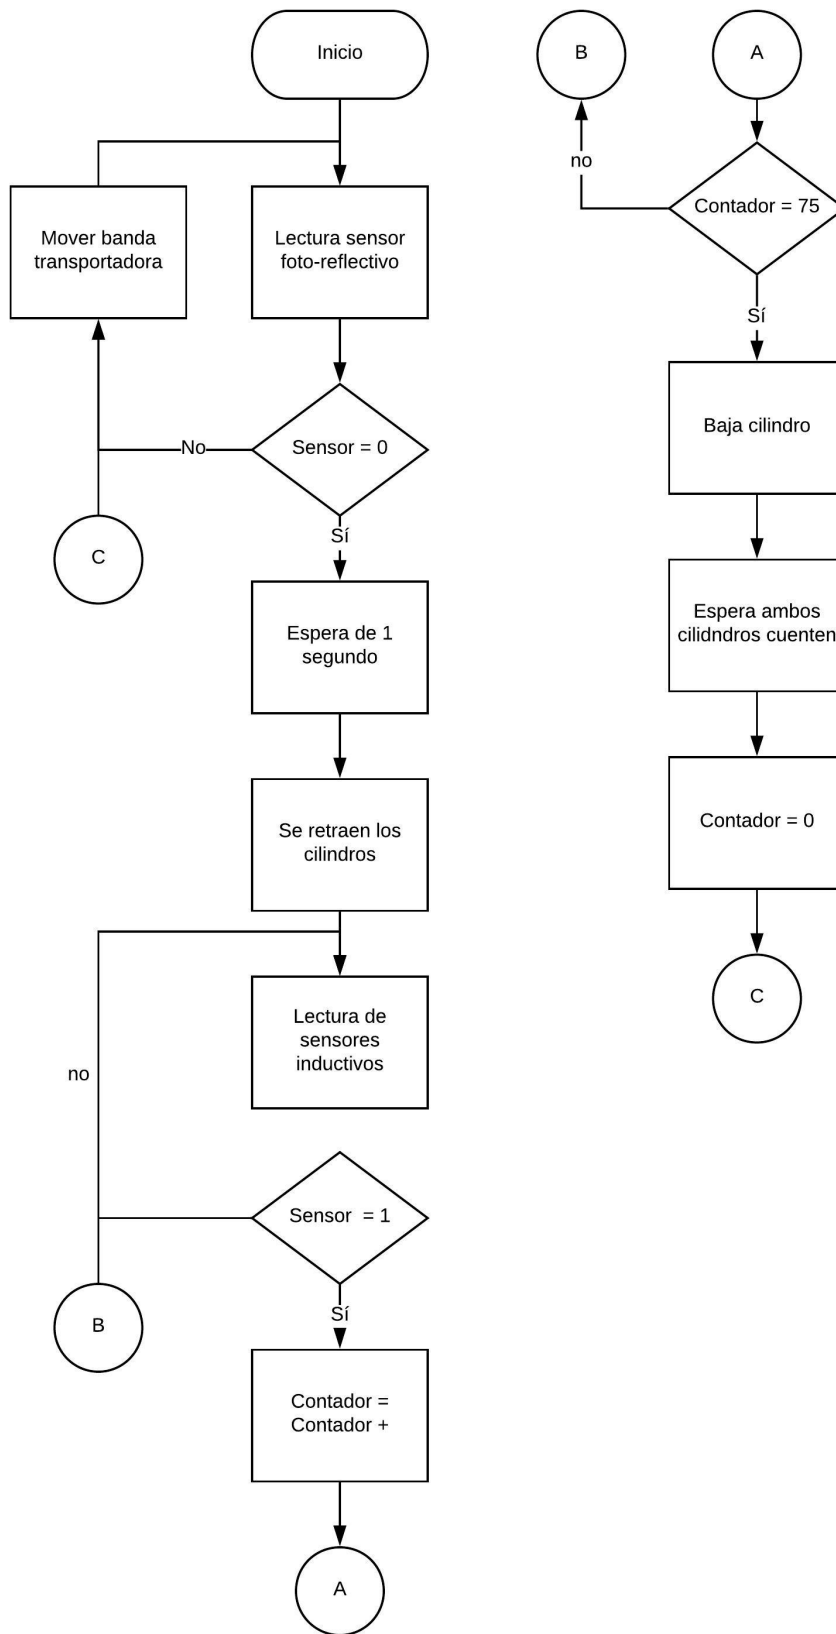 Inicio
Mover banda
transportadora
Lectura sensor
foto-reflectivo
No
Sensor = 0
C
Sí
Espera de 1
segundo
Se retraen los
cilindros
Lectura de
sensores
inductivos
no
Sensor = 1
B
Sí
Contador =
Contador +
A
B
A
no
Contador = 75
Sí
Baja cilindro
Espera ambos
cilidndros cuenten
Contador = 0
C